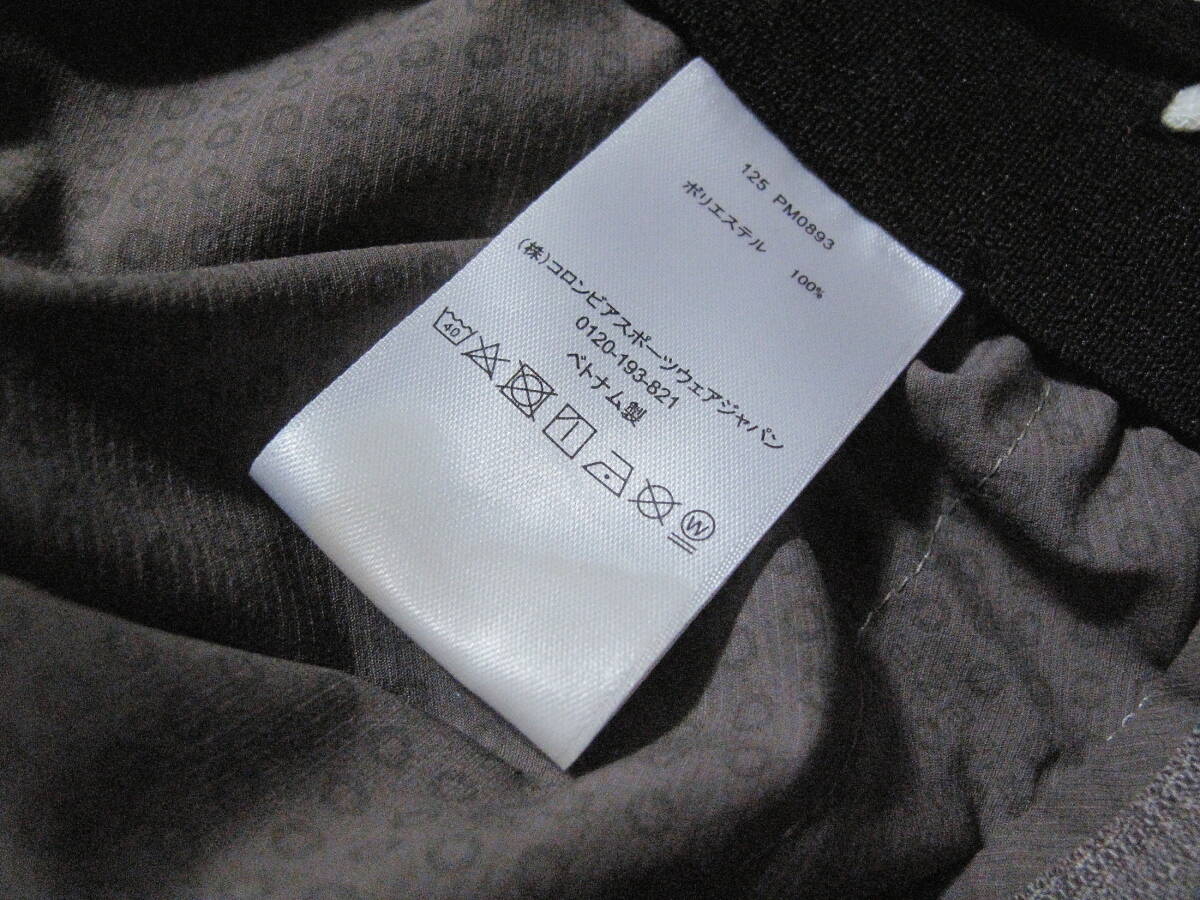 125 PM0893
ポリエステル 100%
(株)コロンビアスポーツウェアジャパン
0120-193-821
ベトナム製
40
W